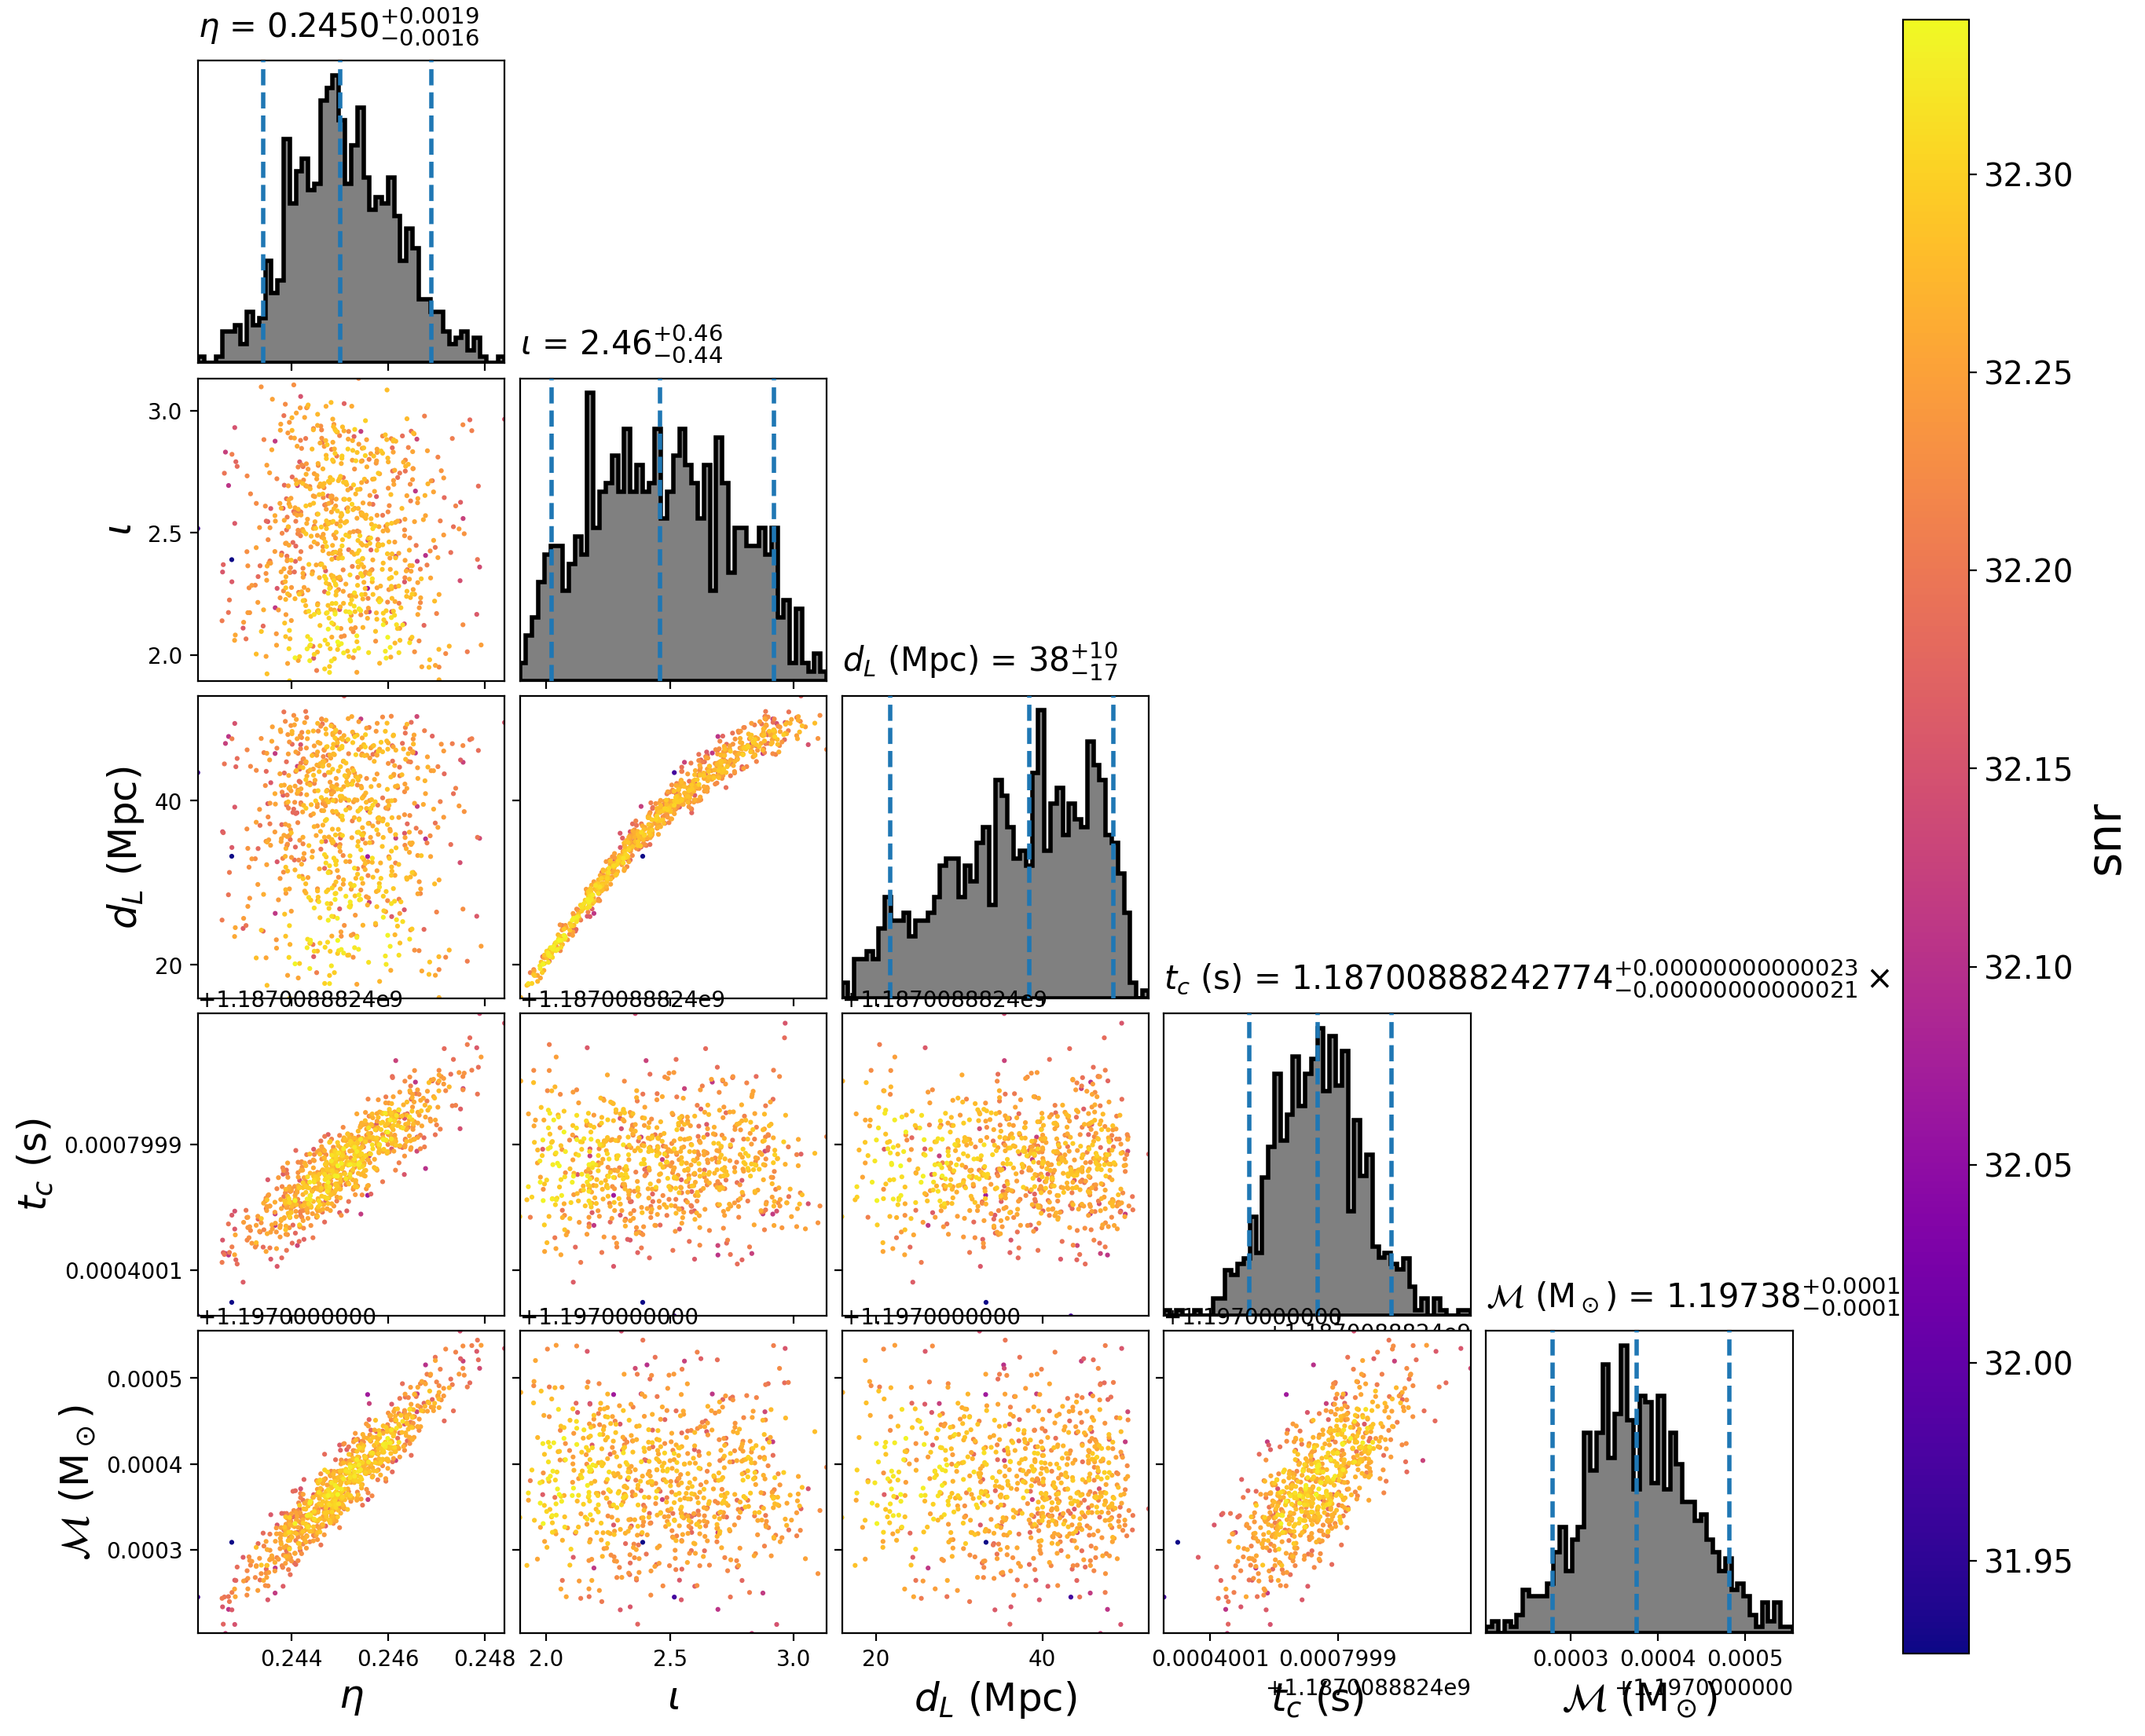 η = 0.2450 +0.0019 −0.0016
ι = 2.46 +0.46 −0.44
3.0
2.5
2.0
ι
d_L (Mpc) = 38 +10 −17
40
20
d_L (Mpc)
t_c (s) = 1.18700888242774 +0.00000000000023 −0.00000000000021 ×
+1.1870088824e9
+1.1870088824e9
+1.1870088824e9
0.0007999
0.0004001
t_c (s)
ℳ (M⊙) = 1.19738 +0.0001 −0.0001
+1.1970000000
+1.1970000000
+1.1970000000
+1.1970000000
+1.1870088824e9
0.0005
0.0004
0.0003
ℳ (M⊙)
0.244 0.246 0.248
2.0 2.5 3.0
20 40
0.0004001 0.0007999
0.0003 0.0004 0.0005
+1.1870088824e9
+1.1970000000
η
ι
d_L (Mpc)
t_c (s)
ℳ (M⊙)
32.30
32.25
32.20
32.15
32.10
32.05
32.00
31.95
snr